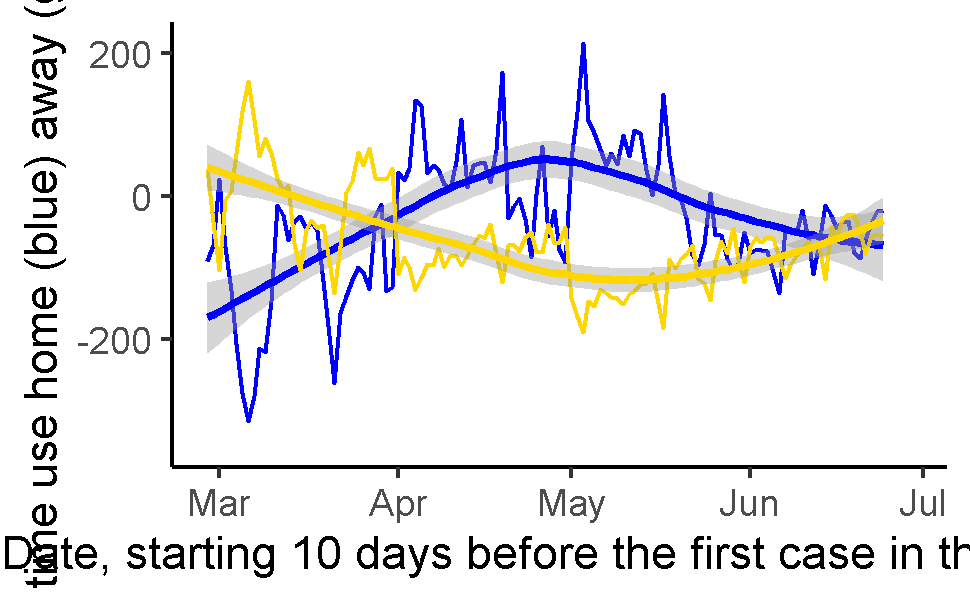 time use home (blue) away (
200
0
-200
Mar Apr May Jun Jul
Date, starting 10 days before the first case in th